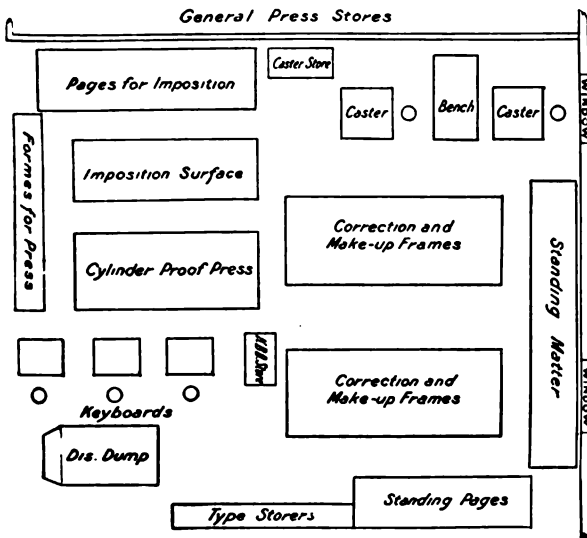 General Press Stores
Pages for Imposition
Caster Store
Caster
Bench
Caster
WINDOW
Formes for Press
Imposition Surface
Correction and
Make-up Frames
Cylinder Proof Press
Standing Matter
Store
Keyboards
Correction and
Make-up Frames
WINDOW
Dis. Dump
Standing Pages
Type Storers